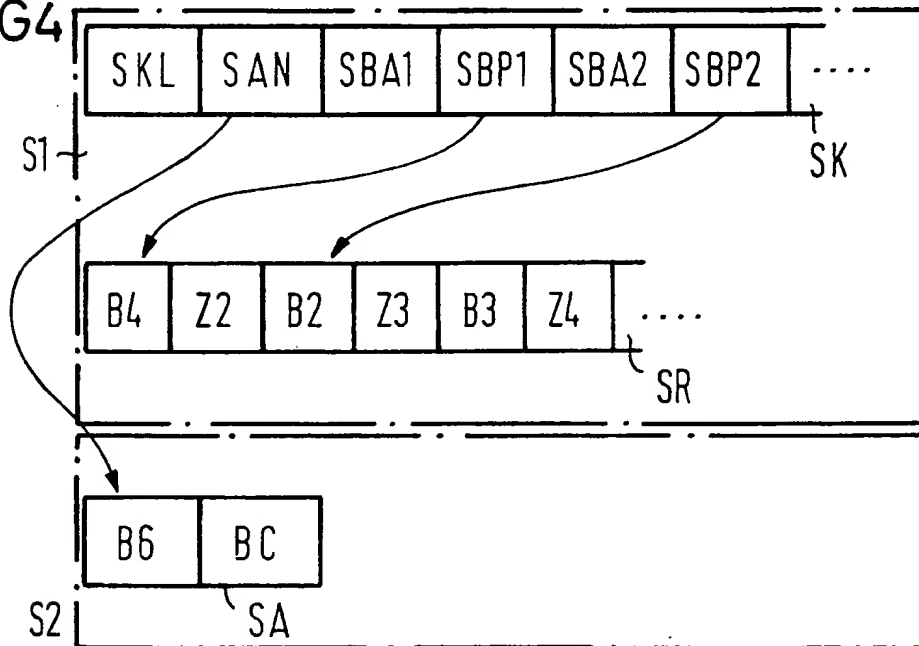 G4
SKL SAN SBA1 SBP1 SBA2 SBP2 ....
S1
SK
B4 Z2 B2 Z3 B3 Z4 ....
SR
B6 BC
S2
SA